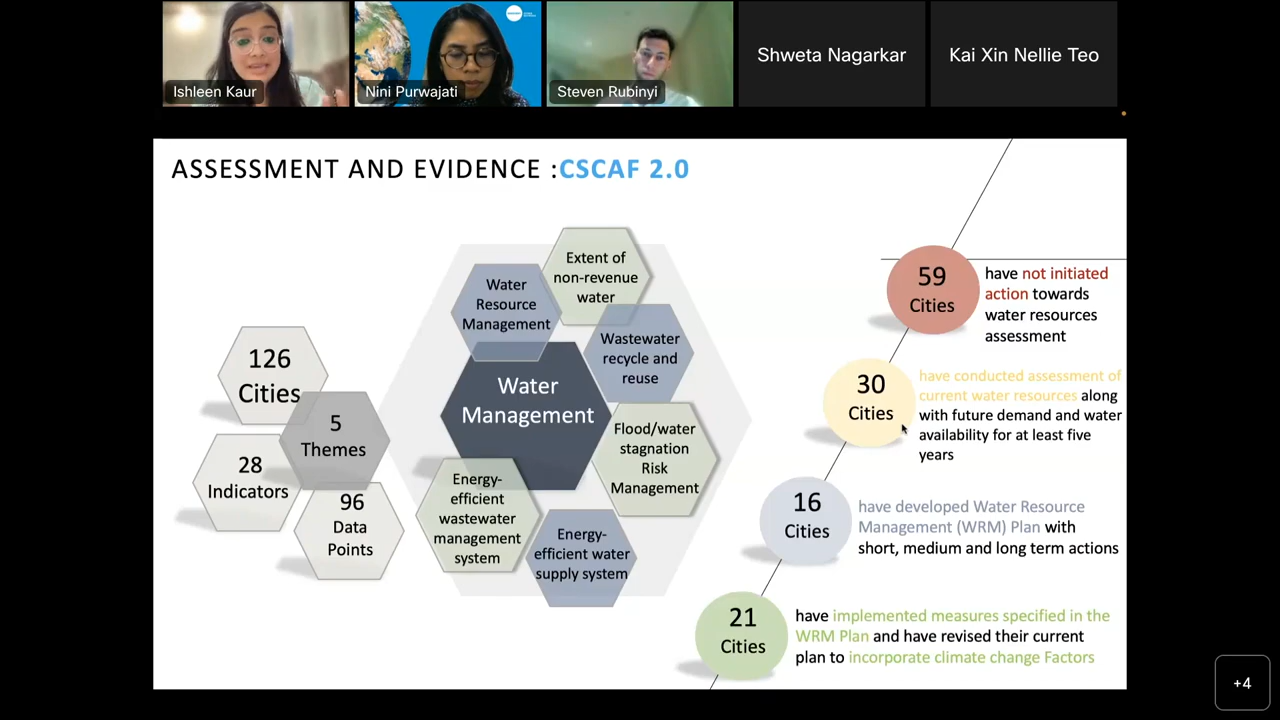 Ishleen Kaur
Nini Purwajati
Steven Rubinyi
Shweta Nagarkar
Kai Xin Nellie Teo
ASSESSMENT AND EVIDENCE :CSCAF 2.0
126
Cities
5
Themes
28
Indicators
96
Data
Points
Water
Management
Water
Resource
Management
Extent of
non-revenue
water
Wastewater
recycle and
reuse
Flood/water
stagnation
Risk
Management
Energy-
efficient water
supply system
Energy-
efficient
wastewater
management
system
59
Cities
have not initiated
action towards
water resources
assessment
30
Cities
have conducted assessment of
current water resources along
with future demand and water
availability for at least five
years
16
Cities
have developed Water Resource
Management (WRM) Plan with
short, medium and long term actions
21
Cities
have implemented measures specified in the
WRM Plan and have revised their current
plan to incorporate climate change Factors
+4